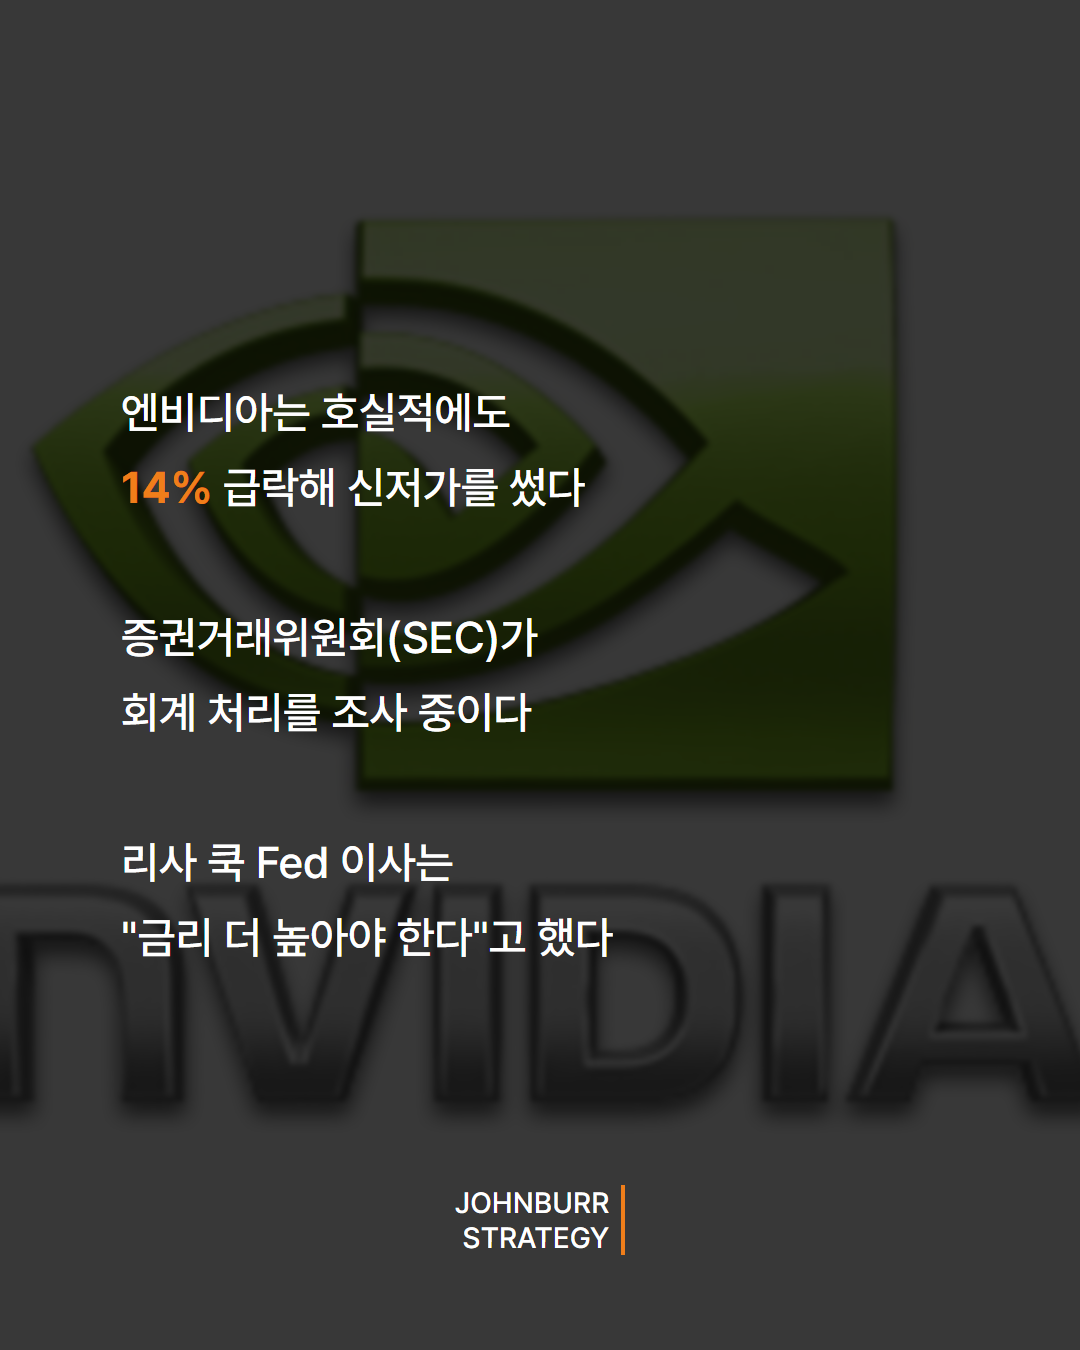 엔비디아는 호실적에도
14% 급락해 신저가를 썼다
증권거래위원회(SEC)가
회계 처리를 조사 중이다
리사 쿡 Fed 이사는
"금리 더 높아야 한다"고 했다
NVIDIA
JOHNBURR
STRATEGY